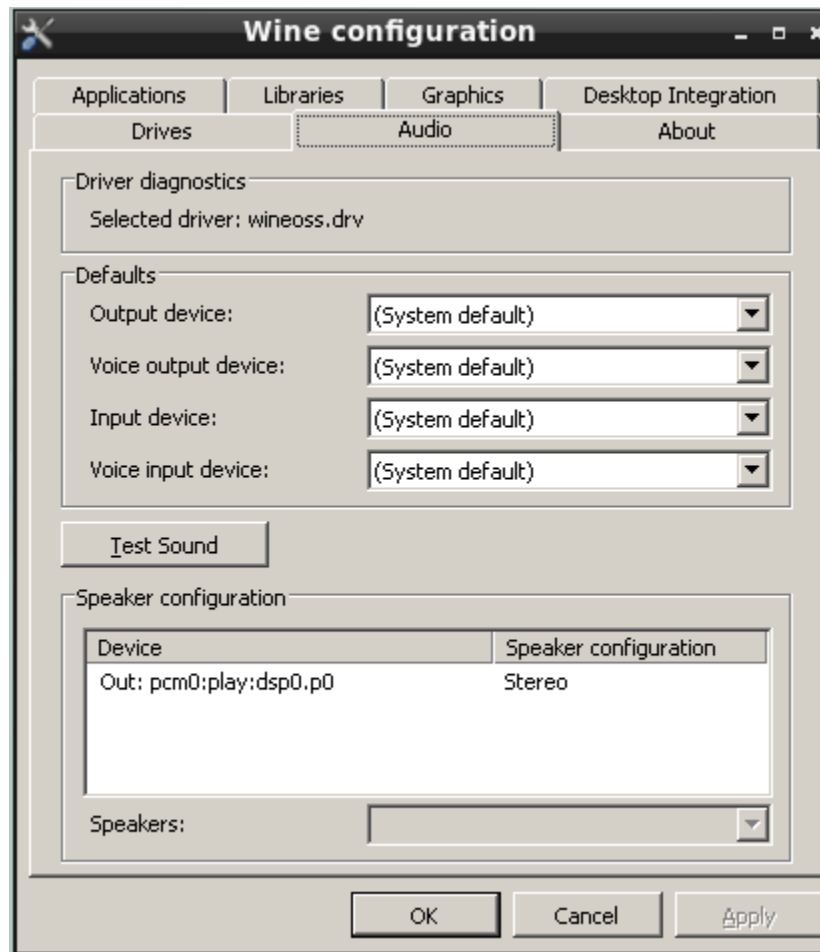 Wine configuration
Applications Libraries Graphics Desktop Integration
Drives Audio About
Driver diagnostics
Selected driver: wineoss.drv
Defaults
Output device: (System default)
Voice output device: (System default)
Input device: (System default)
Voice input device: (System default)
Test Sound
Speaker configuration
Device Speaker configuration
Out: pcm0:play:dsp0.p0 Stereo
Speakers:
OK Cancel Apply